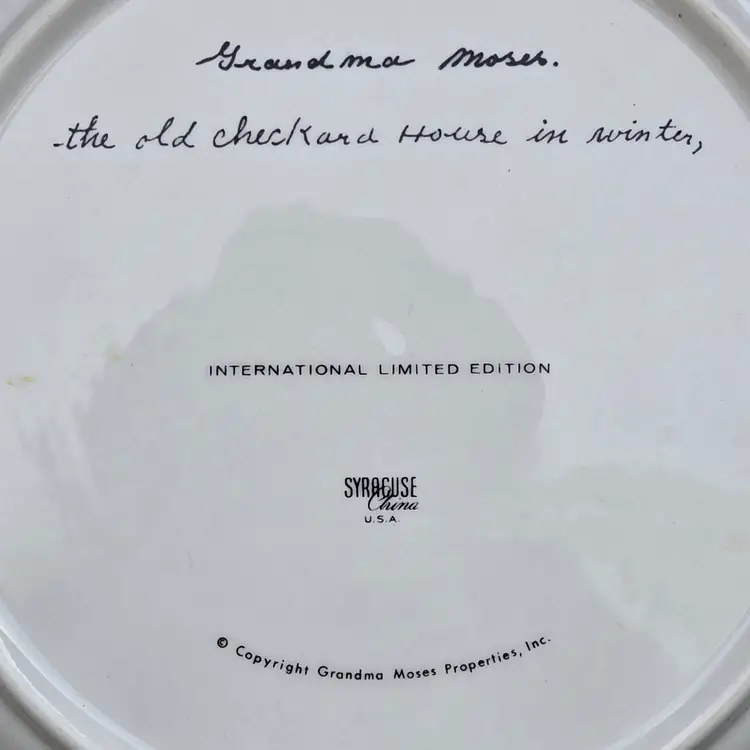 Grandma Moses.
the old checkard House in winter,
INTERNATIONAL LIMITED EDITION
SYRACUSE
China
U.S.A.
© Copyright Grandma Moses Properties, Inc.